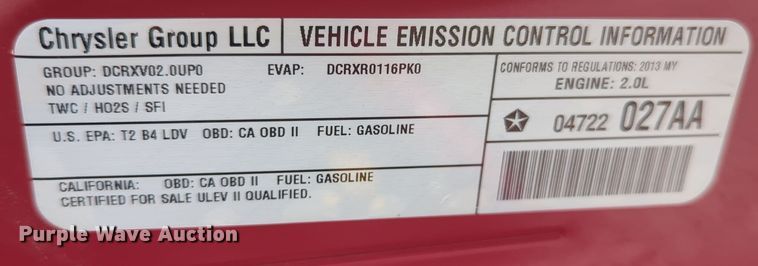 Chrysler Group LLC
VEHICLE EMISSION CONTROL INFORMATION
GROUP: DCRXV02.0UP0 EVAP: DCRXR0116PK0
NO ADJUSTMENTS NEEDED
TWC / HO2S / SFI
CONFORMS TO REGULATIONS: 2013 MY
ENGINE: 2.0L
U.S. EPA: T2 B4 LDV OBD: CA OBD II FUEL: GASOLINE
04722 027AA
CALIFORNIA: OBD: CA OBD II FUEL: GASOLINE
CERTIFIED FOR SALE ULEV II QUALIFIED.
Purple Wave Auction